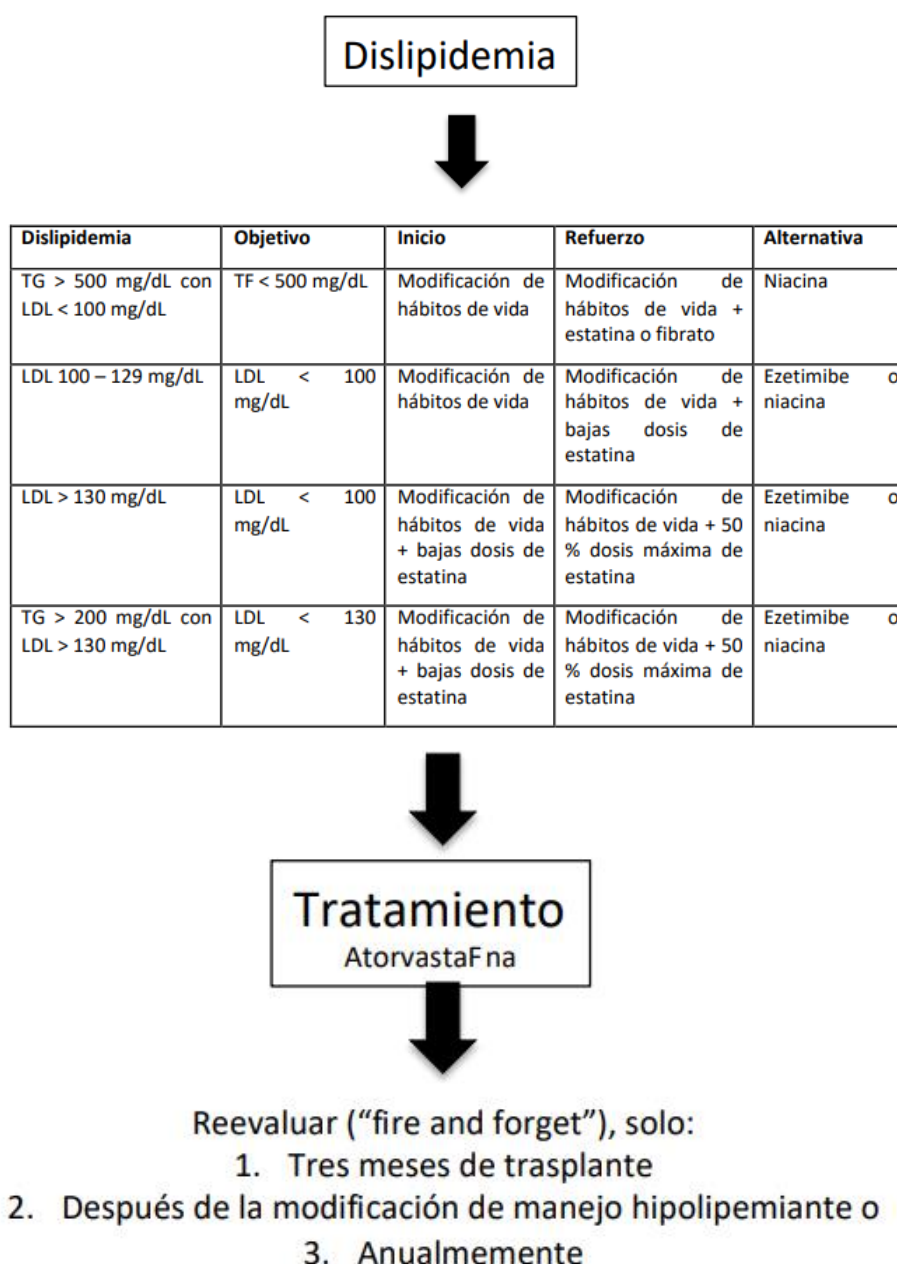 Dislipidemia
Dislipidemia Objetivo Inicio Refuerzo Alternativa
TG > 500 mg/dL con LDL < 100 mg/dL
TF < 500 mg/dL
Modificación de hábitos de vida
Modificación de hábitos de vida + estatina o fibrato
Niacina
LDL 100 – 129 mg/dL
LDL < 100 mg/dL
Modificación de hábitos de vida
Modificación de hábitos de vida + bajas dosis de estatina
Ezetimibe o niacina
LDL > 130 mg/dL
LDL < 100 mg/dL
Modificación de hábitos de vida + bajas dosis de estatina
Modificación de hábitos de vida + 50 % dosis máxima de estatina
Ezetimibe o niacina
TG > 200 mg/dL con LDL > 130 mg/dL
LDL < 130 mg/dL
Modificación de hábitos de vida + bajas dosis de estatina
Modificación de hábitos de vida + 50 % dosis máxima de estatina
Ezetimibe o niacina
Tratamiento
AtorvastaFna
Reevaluar (“fire and forget”), solo:
1. Tres meses de trasplante
2. Después de la modificación de manejo hipolipemiante o
3. Anualmemente